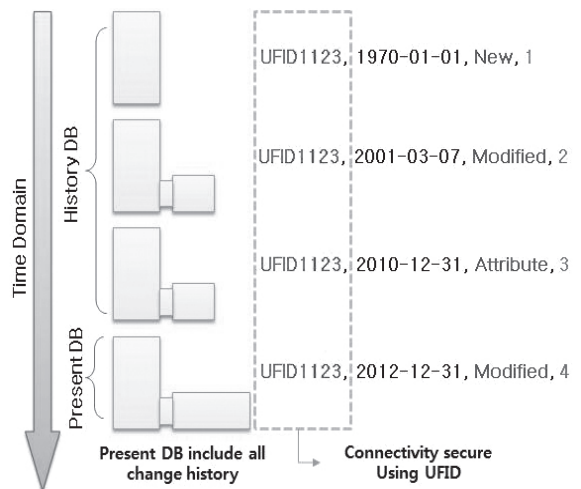 Time Domain
History DB
Present DB
UFID1123, 1970-01-01, New, 1
UFID1123, 2001-03-07, Modified, 2
UFID1123, 2010-12-31, Attribute, 3
UFID1123, 2012-12-31, Modified, 4
Present DB include all
change history
Connectivity secure
Using UFID